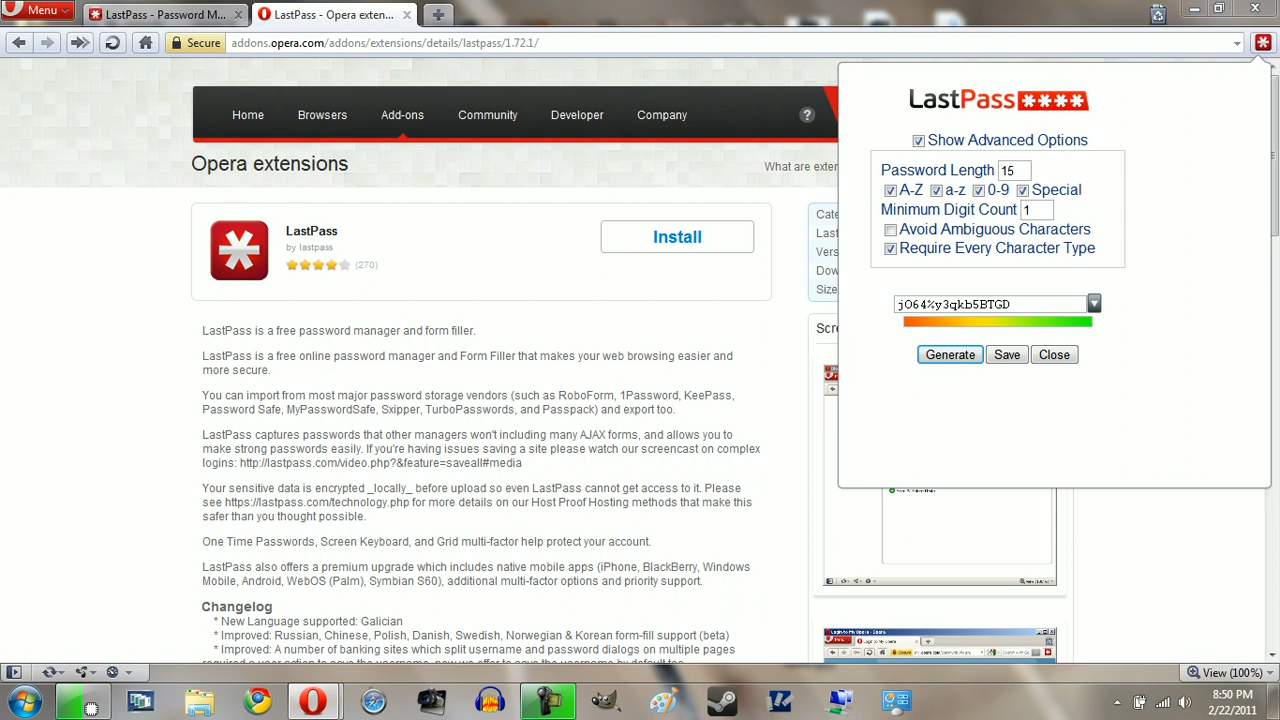 Menu
LastPass - Password M...
LastPass - Opera exten...
Secure
addons.opera.com/addons/extensions/details/lastpass/1.72.1/
Home
Browsers
Add-ons
Community
Developer
Company
?
Opera extensions
What are exten
LastPass
by lastpass
(270)
Install
Cate
Last
Vers
Dow
Size
Scre
LastPass is a free password manager and form filler.
LastPass is a free online password manager and Form Filler that makes your web browsing easier and
more secure.
You can import from most major password storage vendors (such as RoboForm, 1Password, KeePass,
Password Safe, MyPasswordSafe, Sxipper, TurboPasswords, and Passpack) and export too.
LastPass captures passwords that other managers won't including many AJAX forms, and allows you to
make strong passwords easily. If you're having issues saving a site please watch our screencast on complex
logins: http://lastpass.com/video.php?&feature=saveall#media
Your sensitive data is encrypted _locally_ before upload so even LastPass cannot get access to it. Please
see https://lastpass.com/technology.php for more details on our Host Proof Hosting methods that make this
safer than you thought possible.
One Time Passwords, Screen Keyboard, and Grid multi-factor help protect your account.
LastPass also offers a premium upgrade which includes native mobile apps (iPhone, BlackBerry, Windows
Mobile, Android, WebOS (Palm), Symbian S60), additional multi-factor options and priority support.
Changelog
* New Language supported: Galician
* Improved: Russian, Chinese, Polish, Danish, Swedish, Norwegian & Korean form-fill support (beta)
* Improved: A number of banking sites which split username and password dialogs on multiple pages
LastPass ****
Show Advanced Options
Password Length 15
A-Z a-z 0-9 Special
Minimum Digit Count 1
Avoid Ambiguous Characters
Require Every Character Type
jO64%y3qkb5BTGD
Generate
Save
Close
View (100%)
8:50 PM
2/22/2011